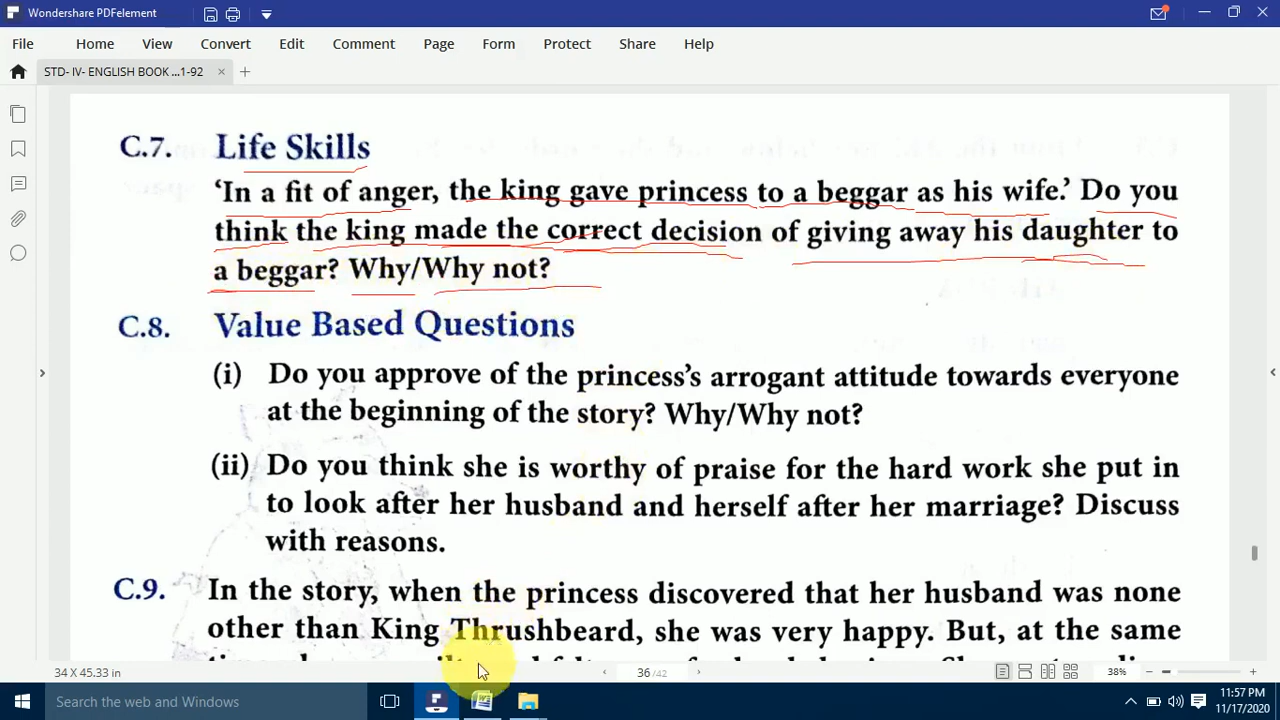 Wondershare PDFelement
File Home View Convert Edit Comment Page Form Protect Share Help
STD- IV- ENGLISH BOOK ...1-92
C.7. Life Skills
‘In a fit of anger, the king gave princess to a beggar as his wife.’ Do you
think the king made the correct decision of giving away his daughter to
a beggar? Why/Why not?
C.8. Value Based Questions
(i) Do you approve of the princess’s arrogant attitude towards everyone
at the beginning of the story? Why/Why not?
(ii) Do you think she is worthy of praise for the hard work she put in
to look after her husband and herself after her marriage? Discuss
with reasons.
C.9. In the story, when the princess discovered that her husband was none
other than King Thrushbeard, she was very happy. But, at the same
34 X 45.33 in 36 /42 38%
Search the web and Windows
11:57 PM
11/17/2020